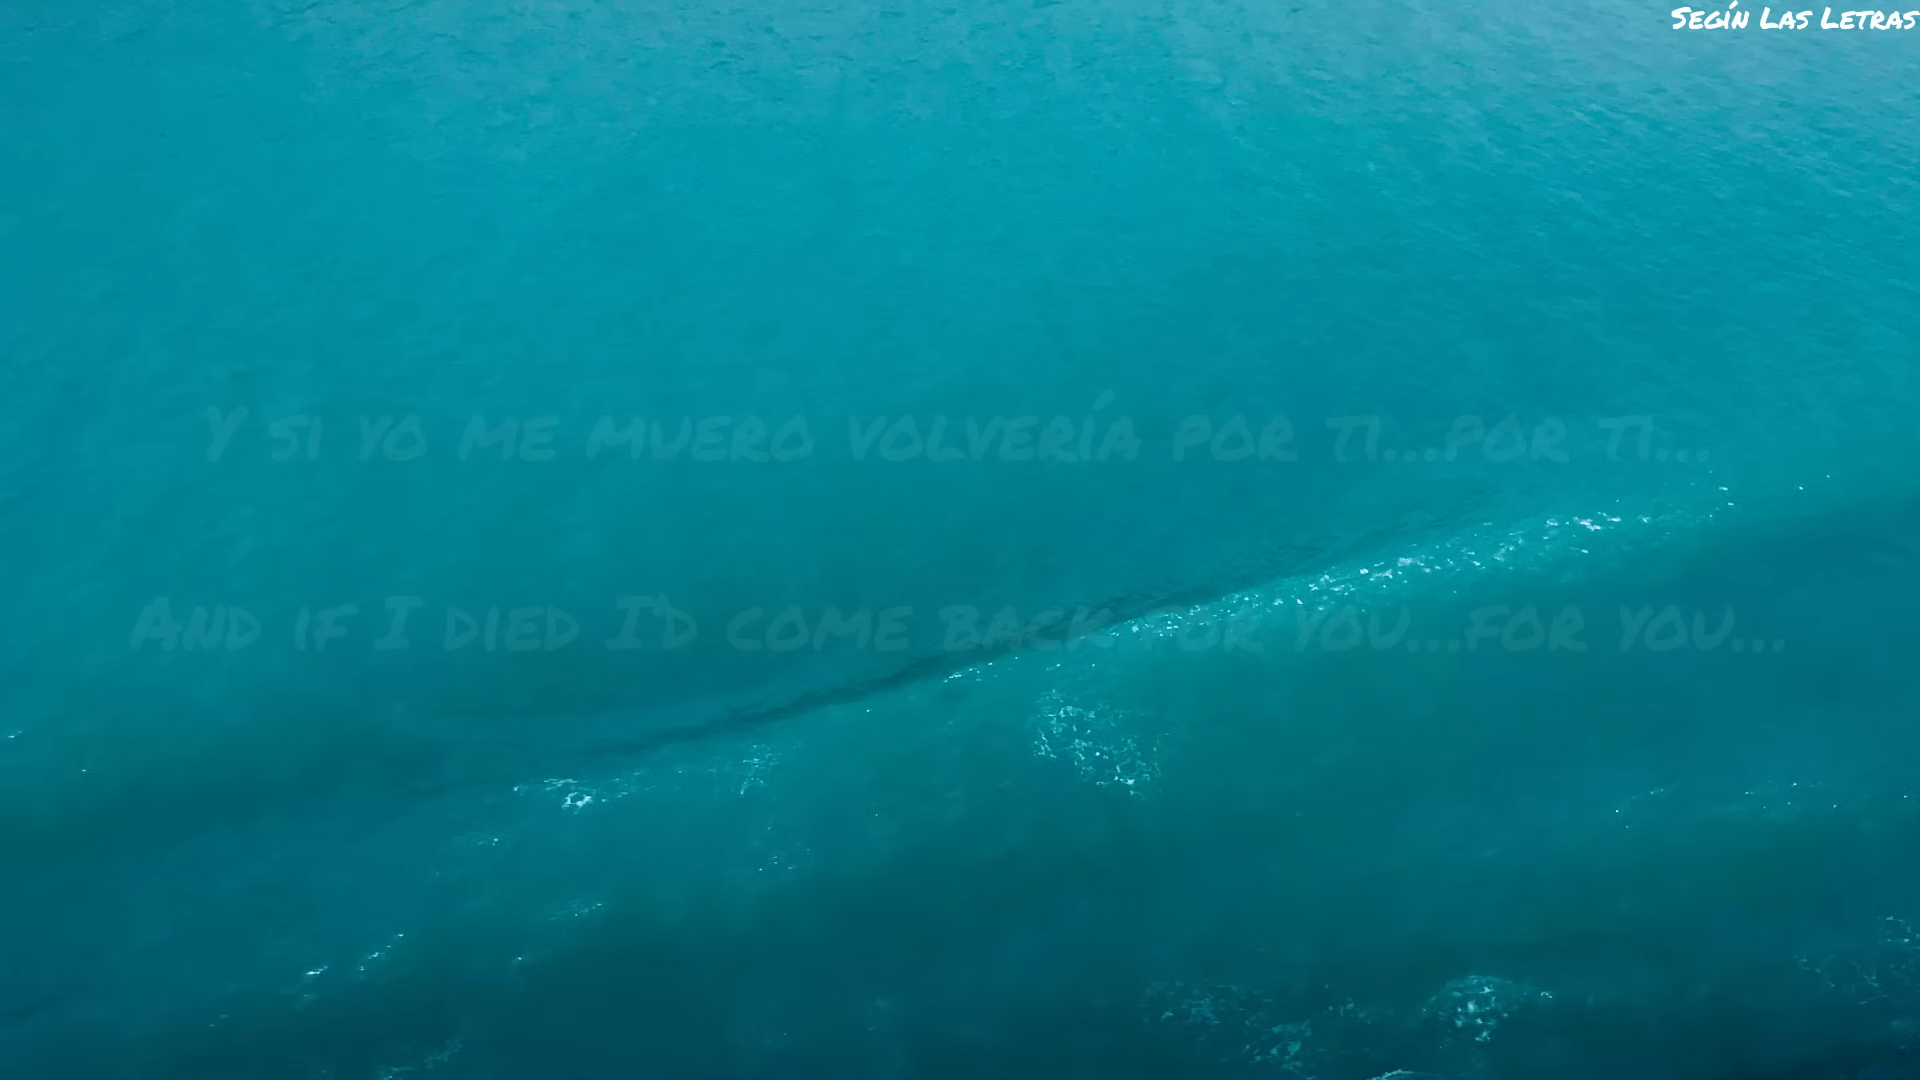 Segín Las Letras
Y si yo me muero volvería por ti...por ti...
And if I died I'd come back for you...for you...